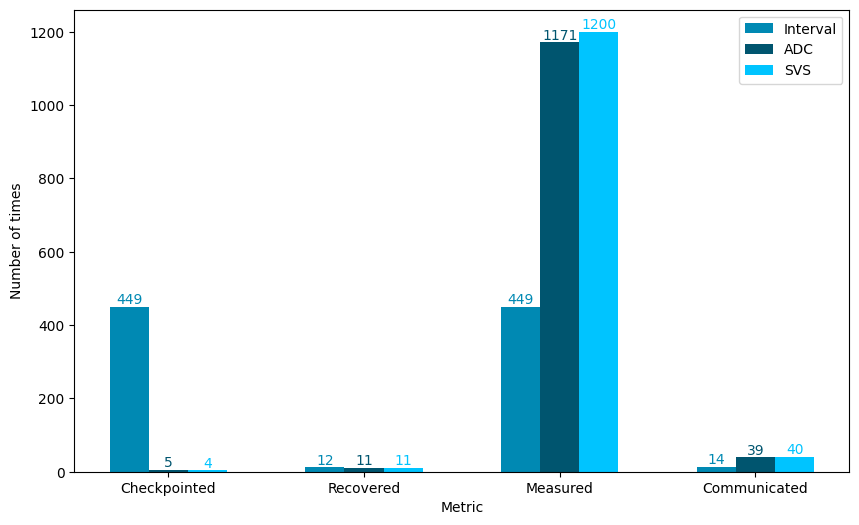 1200
1000
800
600
400
200
0
Number of times
449
5
4
12
11
11
449
1171
1200
14
39
40
Checkpointed
Recovered
Measured
Communicated
Metric
Interval
ADC
SVS